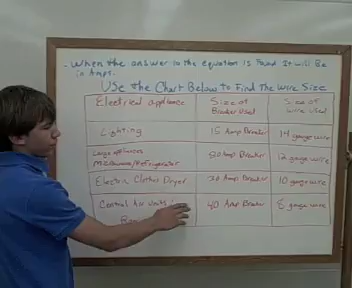 - When the answer to the equation is found It will Be
in Amps.
Use the Chart Below to Find The wire Size
Electrical appliance
Size of
Breaker Used
Size of
wire Used
Lighting
15 Amp Breaker
14 gauge wire
Large appliances
Microwave/Refrigerator
20 Amp Breaker
12 gauge wire
Electric Clothes Dryer
30 Amp Breaker
10 gauge wire
Central Air Units
40 Amp Breaker
8 gauge wire